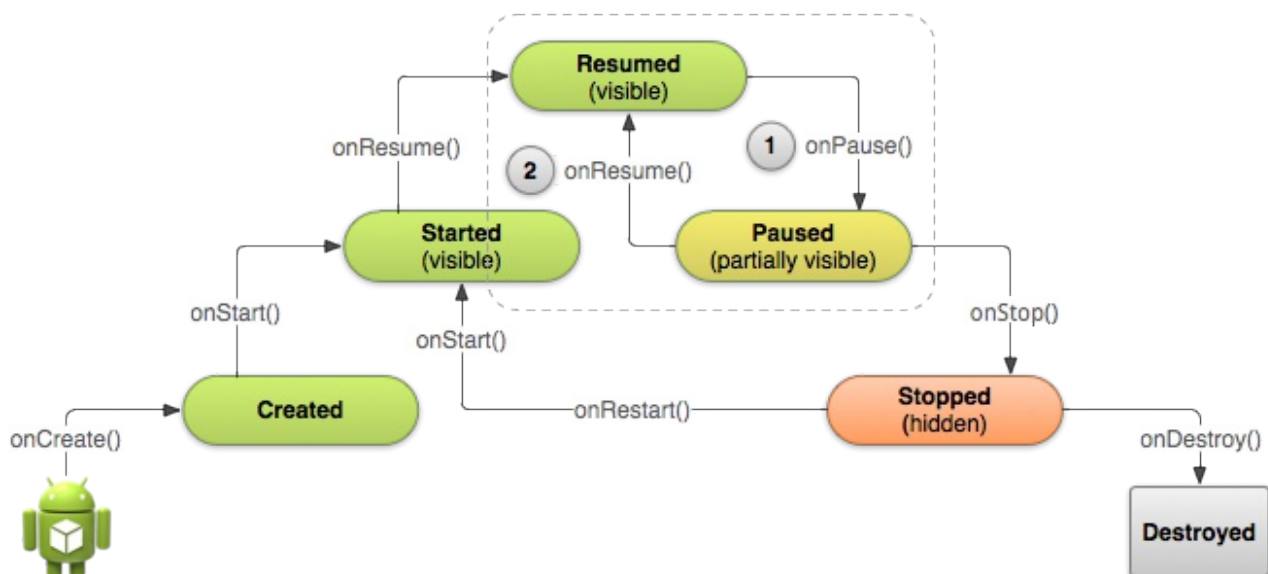 Resumed
(visible)
onResume()
2
onResume()
1
onPause()
Started
(visible)
Paused
(partially visible)
onStart()
onStart()
onStop()
Created
onRestart()
Stopped
(hidden)
onCreate()
onDestroy()
Destroyed